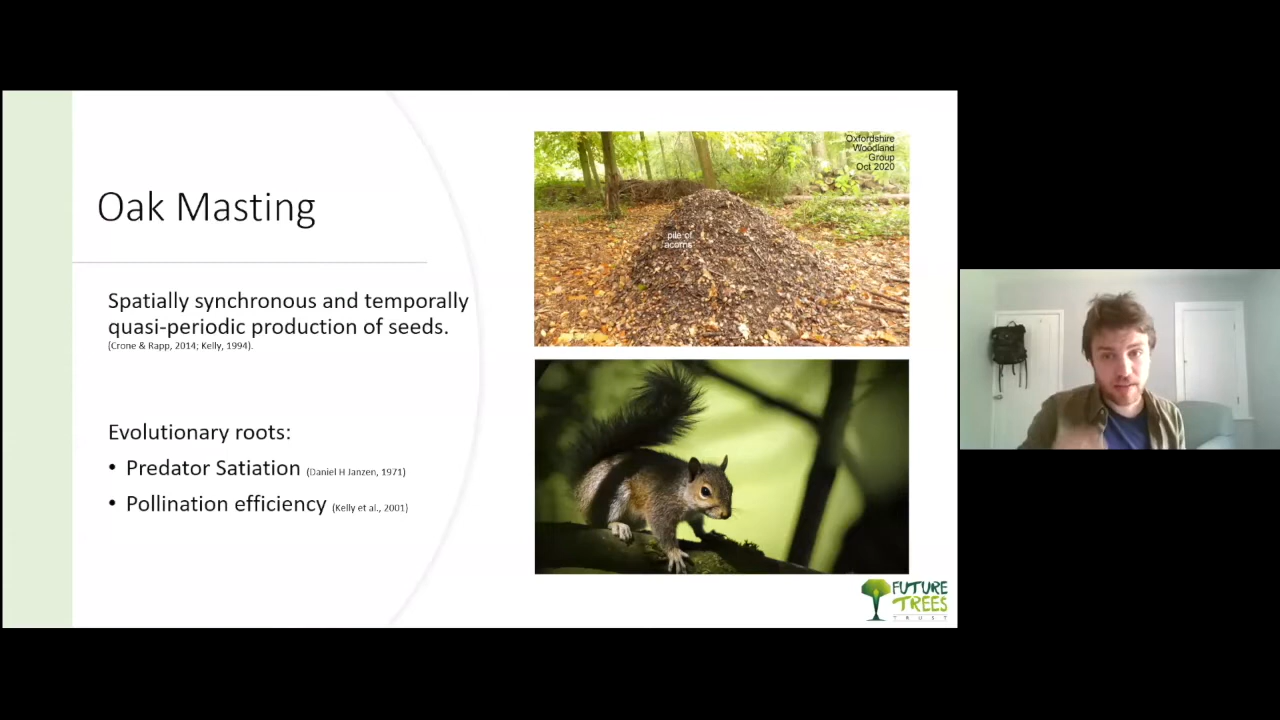 Oak Masting
Spatially synchronous and temporally
quasi-periodic production of seeds.
(Crone & Rapp, 2014; Kelly, 1994).
Evolutionary roots:
• Predator Satiation (Daniel H Janzen, 1971)
• Pollination efficiency (Kelly et al., 2001)
Oxfordshire
Woodland
Group
Oct 2020
pile of
acorns
FUTURE
TREES
TRUST